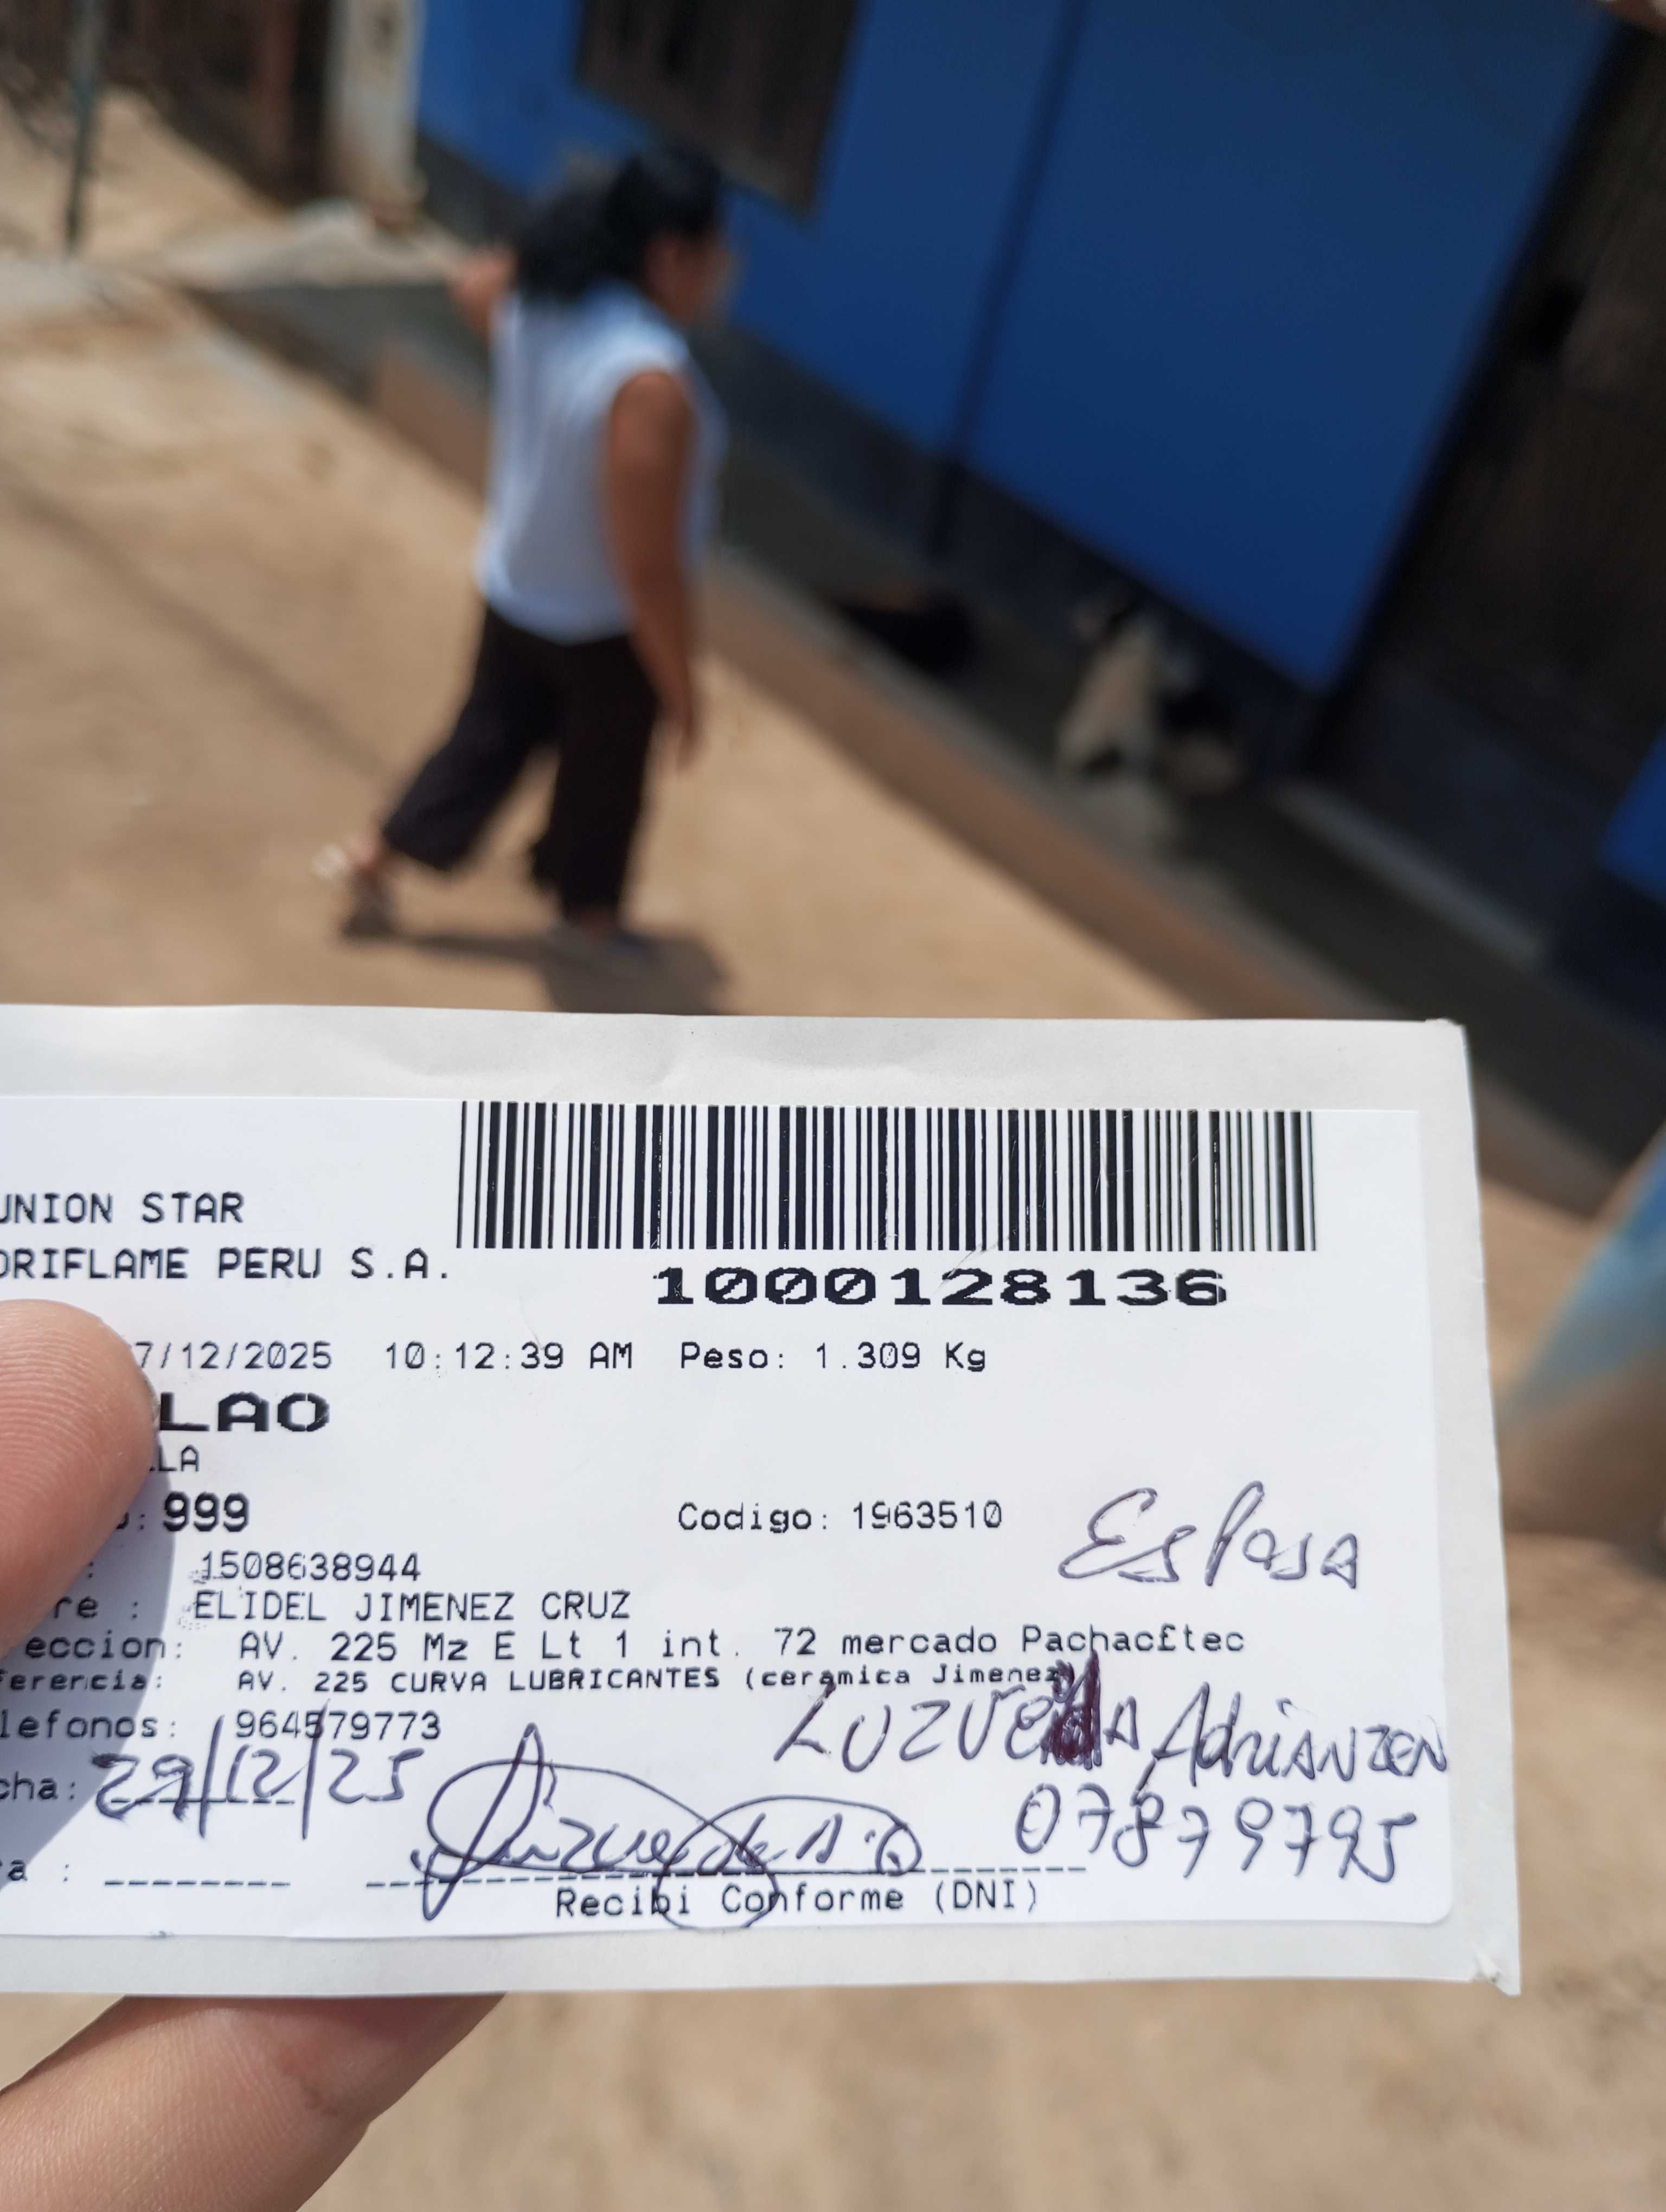 UNION STAR
ORIFLAME PERU S.A.
1000128136
7/12/2025 10:12:39 AM Peso: 1.309 Kg
LAO
LA
: 999 Codigo: 1963510
Esposa
: 1508638944
re : ELIDEL JIMENEZ CRUZ
eccion: AV. 225 Mz E Lt 1 int. 72 mercado Pachac£tec
ferencia: AV. 225 CURVA LUBRICANTES (ceramica Jimenez)
lefonos: 964579773
Adrianzen
cha: 29/12/25
07879795
a :
Recibi Conforme (DNI)